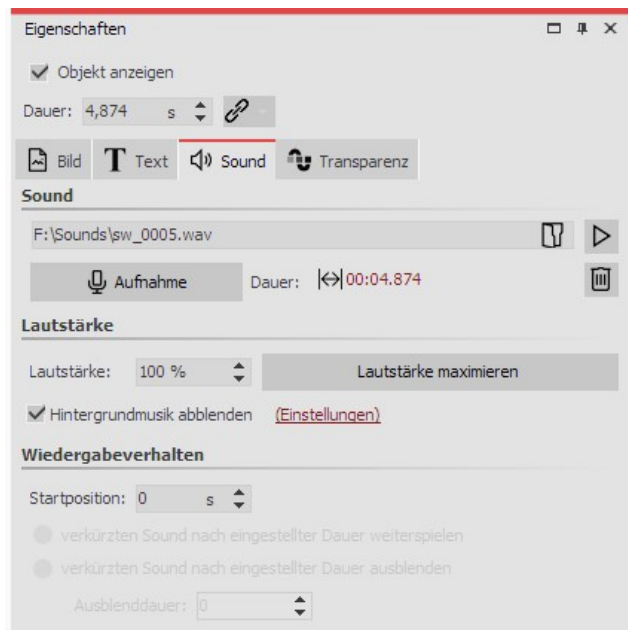 Eigenschaften
Objekt anzeigen
Dauer: 4,874 s
Bild Text Sound Transparenz
Sound
F:\Sounds\sw_0005.wav
Aufnahme Dauer: 00:04.874
Lautstärke
Lautstärke: 100 % Lautstärke maximieren
Hintergrundmusik abblenden (Einstellungen)
Wiedergabeverhalten
Startposition: 0 s
verkürzten Sound nach eingestellter Dauer weiterspielen
verkürzten Sound nach eingestellter Dauer ausblenden
Ausblenddauer: 0